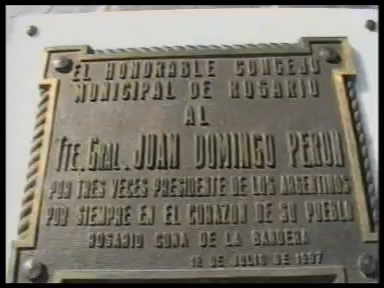 EL HONORABLE CONCEJO
MUNICIPAL DE ROSARIO
AL
TTE. GRAL. JUAN DOMINGO PERON
POR TRES VECES PRESIDENTE DE LOS ARGENTINOS
POR SIEMPRE EN EL CORAZON DE SU PUEBLO
ROSARIO CUNA DE LA BANDERA
DE JULIO DE 1997